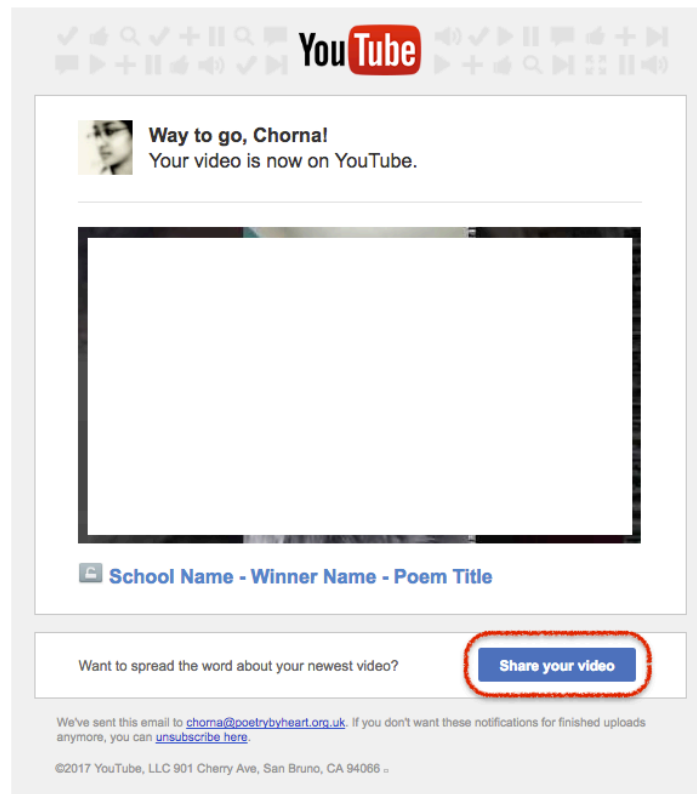 YouTube
Way to go, Chorna!
Your video is now on YouTube.
School Name - Winner Name - Poem Title
Want to spread the word about your newest video?
Share your video
We've sent this email to chorna@poetrybyheart.org.uk. If you don't want these notifications for finished uploads
anymore, you can unsubscribe here.
©2017 YouTube, LLC 901 Cherry Ave, San Bruno, CA 94066